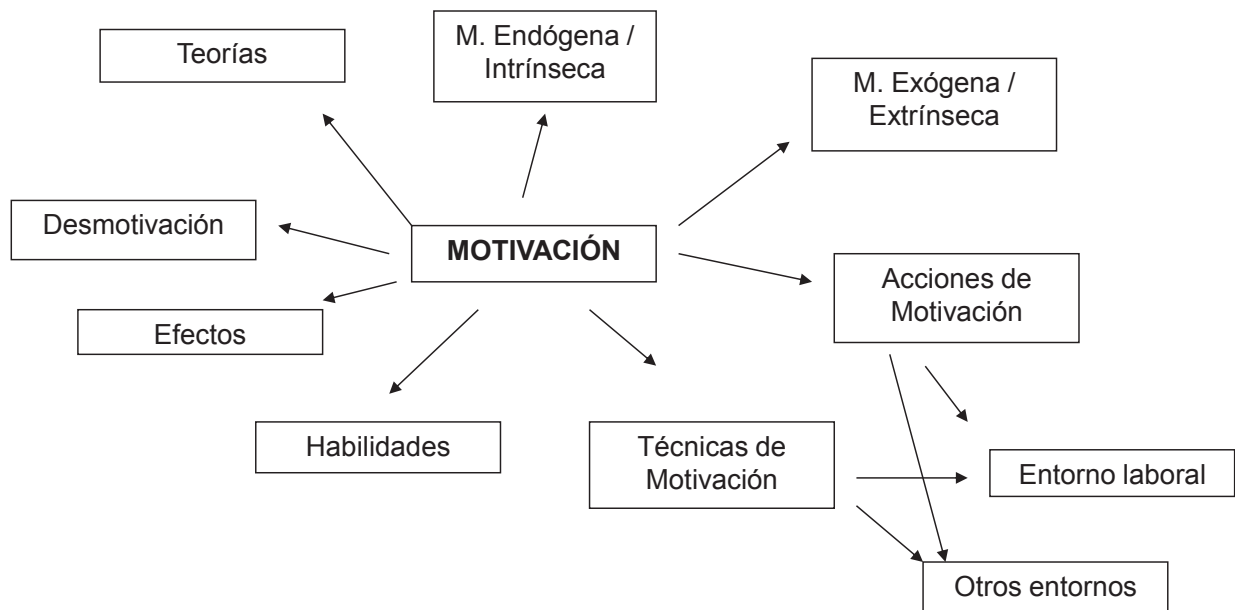 Teorías
M. Endógena /
Intrínseca
M. Exógena /
Extrínseca
Desmotivación
MOTIVACIÓN
Acciones de
Motivación
Efectos
Habilidades
Técnicas de
Motivación
Entorno laboral
Otros entornos